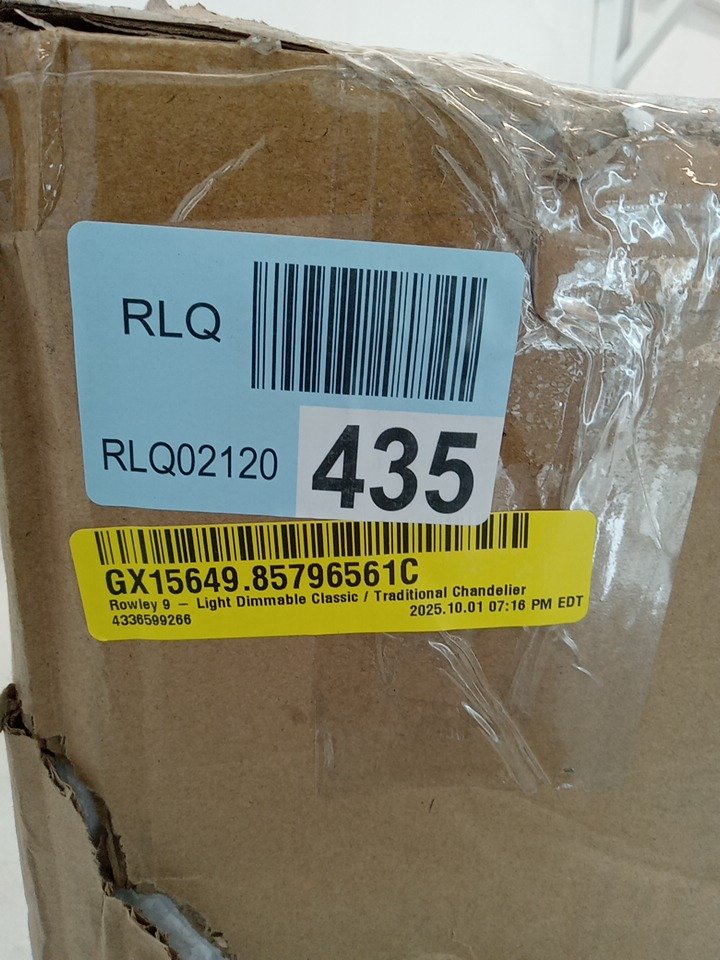 RLQ
RLQ02120
435
GX15649.85796561C
Rowley 9 – Light Dimmable Classic / Traditional Chandelier
4336599266
2025.10.01 07:16 PM EDT